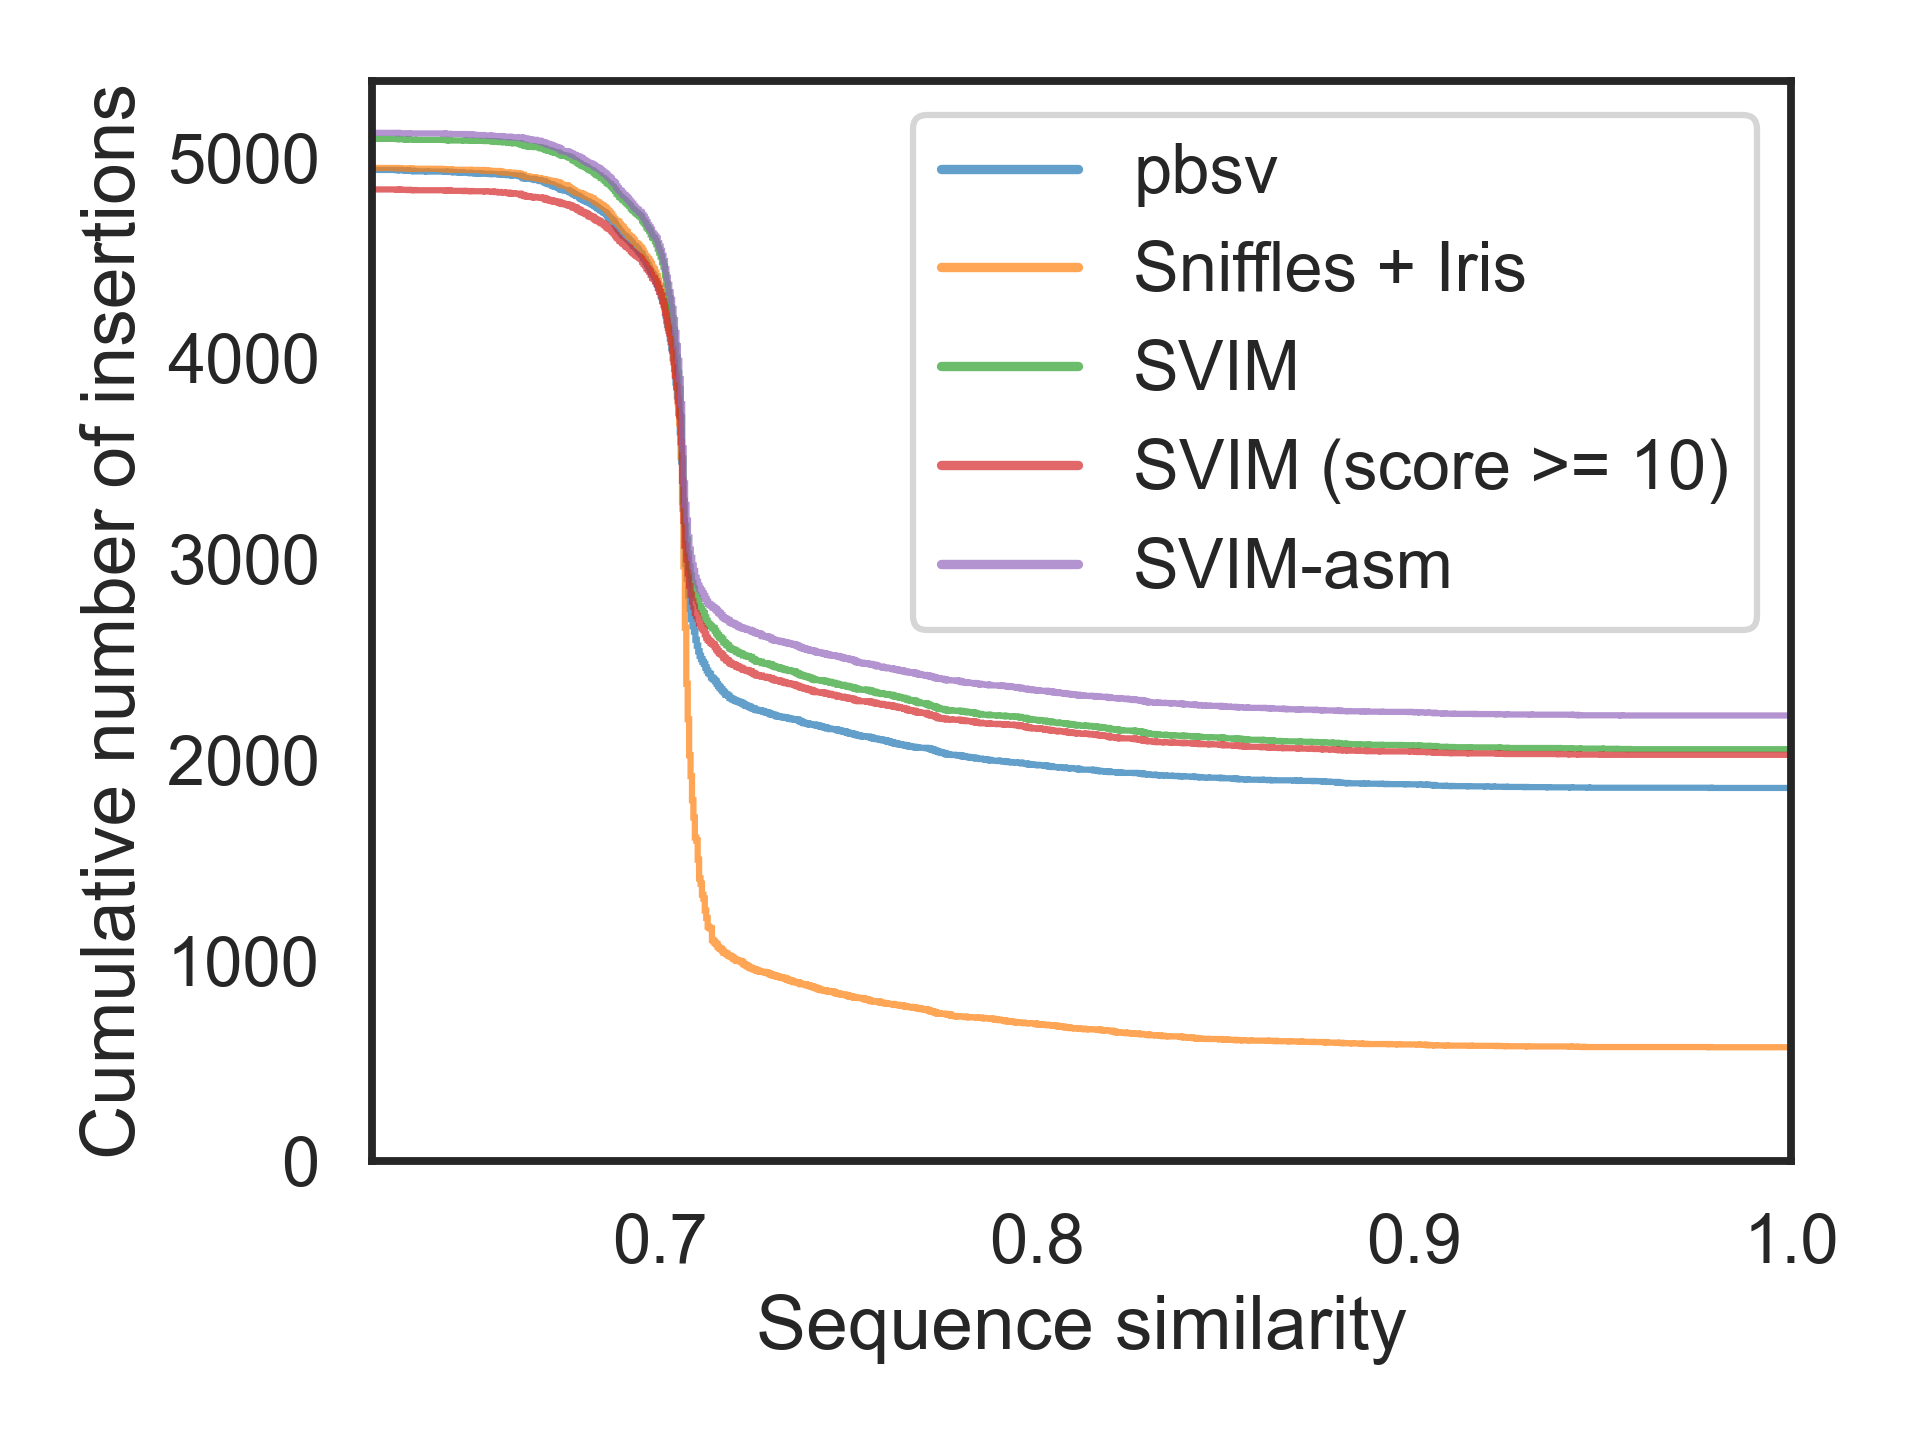 Cumulative number of insertions
5000
4000
3000
2000
1000
0
pbsv
Sniffles + Iris
SVIM
SVIM (score >= 10)
SVIM-asm
0.7 0.8 0.9 1.0
Sequence similarity